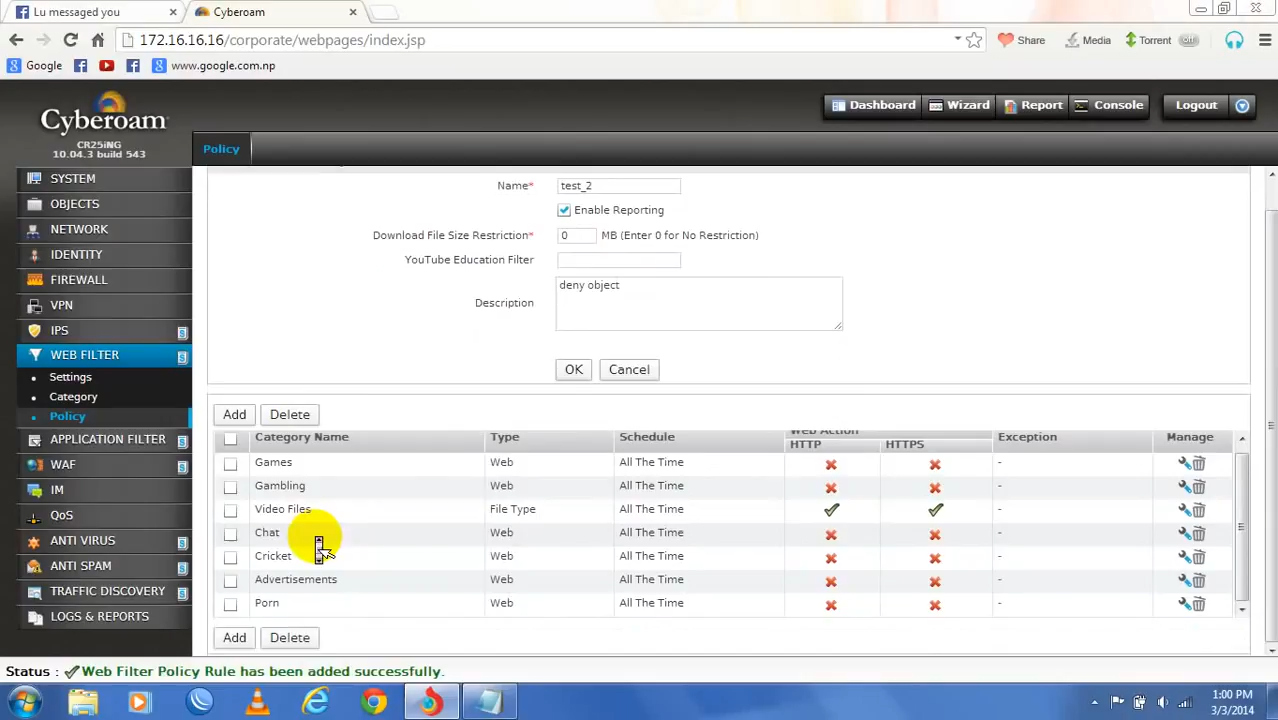 Lu messaged you
Cyberoam
172.16.16.16/corporate/webpages/index.jsp
Share
Media
Torrent
off
Google
www.google.com.np
Cyberoam
CR25iNG
10.04.3 build 543
Dashboard
Wizard
Report
Console
Logout
Policy
SYSTEM
OBJECTS
NETWORK
IDENTITY
FIREWALL
VPN
IPS
WEB FILTER
Settings
Category
Policy
APPLICATION FILTER
WAF
IM
QoS
ANTI VIRUS
ANTI SPAM
TRAFFIC DISCOVERY
LOGS & REPORTS
Name* test_2
Enable Reporting
Download File Size Restriction* 0 MB (Enter 0 for No Restriction)
YouTube Education Filter
Description deny object
OK Cancel
Add Delete
Category Name Type Schedule Web Action Exception Manage
HTTP HTTPS
Games Web All The Time -
Gambling Web All The Time -
Video Files File Type All The Time -
Chat Web All The Time -
Cricket Web All The Time -
Advertisements Web All The Time -
Porn Web All The Time -
Add Delete
Status : Web Filter Policy Rule has been added successfully.
1:00 PM
3/3/2014